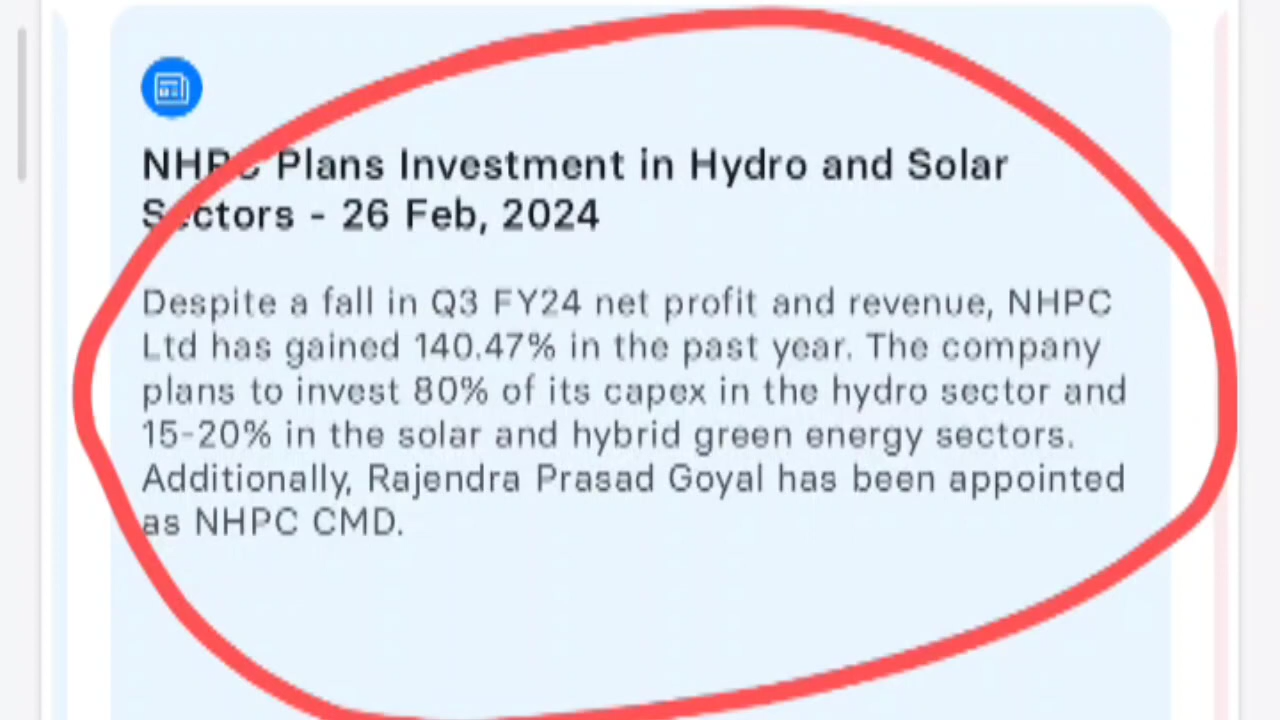 NHPC Plans Investment in Hydro and Solar
Sectors - 26 Feb, 2024
Despite a fall in Q3 FY24 net profit and revenue, NHPC
Ltd has gained 140.47% in the past year. The company
plans to invest 80% of its capex in the hydro sector and
15-20% in the solar and hybrid green energy sectors.
Additionally, Rajendra Prasad Goyal has been appointed
as NHPC CMD.